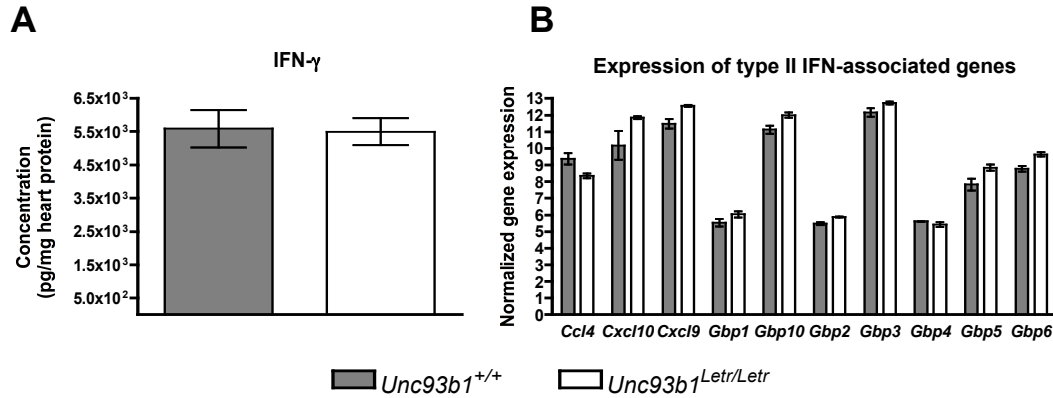 A
IFN-γ
Concentration
(pg/mg heart protein)
6.5x10³
5.5x10³
4.5x10³
3.5x10³
2.5x10³
1.5x10³
5.0x10²
B
Expression of type II IFN-associated genes
Normalized gene expression
13
12
11
10
9
8
7
6
5
4
3
2
1
0
Ccl4 Cxcl10 Cxcl9 Gbp1 Gbp10 Gbp2 Gbp3 Gbp4 Gbp5 Gbp6
Unc93b1⁺/⁺ Unc93b1ᴸᵉᵗʳ/ᴸᵉᵗʳ